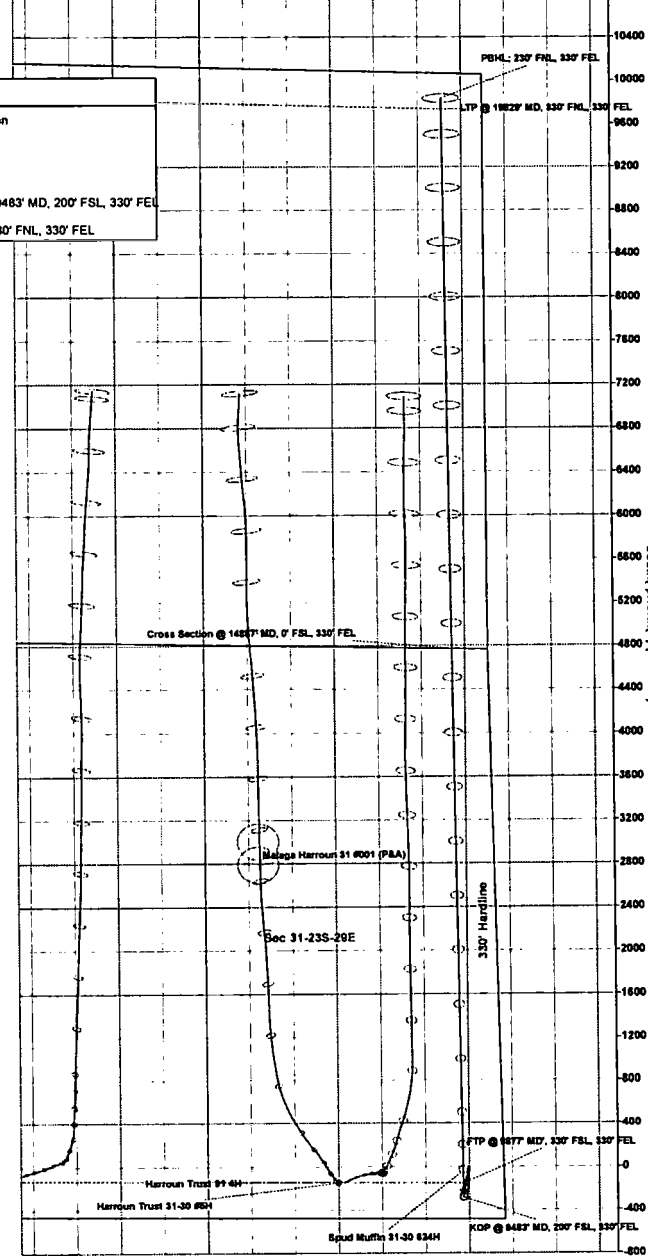 10400
PBHL; 230' FNL, 330' FEL
10000
LTP @ 19829' MD, 330' FNL, 330' FEL
9600
9200
9483' MD, 200' FSL, 330' FEL
30' FNL, 330' FEL
8800
8400
8000
7600
7200
6800
6400
6000
5600
5200
Cross Section @ MD, 0' FSL, 330' FEL
4800
4400
4000
3600
3200
Malaga Harroun 31 #001 (P&A)
2800
2400
330' Hardline
Sec 31-23S-29E
2000
1600
1200
800
400
FTP @ 9877' MD', 330' FSL, 330' FEL
0
Harroun Trust 31 4H
Harroun Trust 31-30 #6H
-400
Spud Muffin 31-30 634H
KOP @ 9483' MD, 200' FSL, 330' FEL
-800